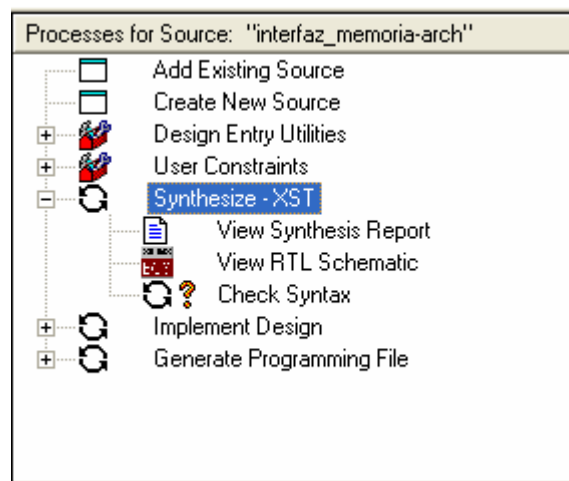 Processes for Source: "interfaz_memoria-arch"
Add Existing Source
Create New Source
Design Entry Utilities
User Constraints
Synthesize - XST
View Synthesis Report
View RTL Schematic
Check Syntax
Implement Design
Generate Programming File